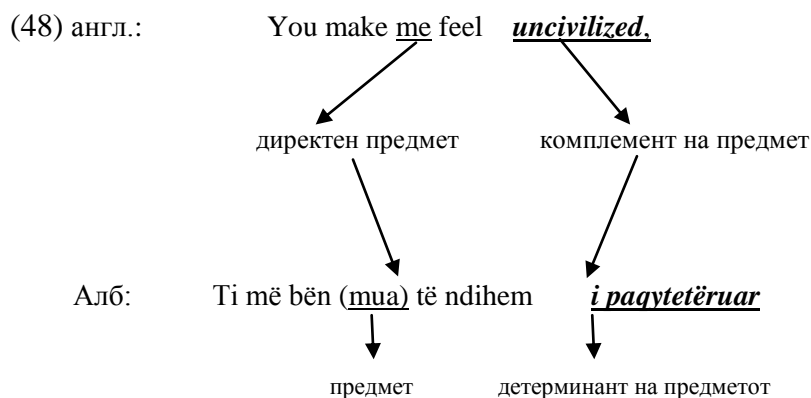 (48) англ.: You make me feel uncivilized,
директен предмет комплемент на предмет
Алб: Ti më bën (mua) të ndihem i paqytetëruar
предмет детерминант на предметот